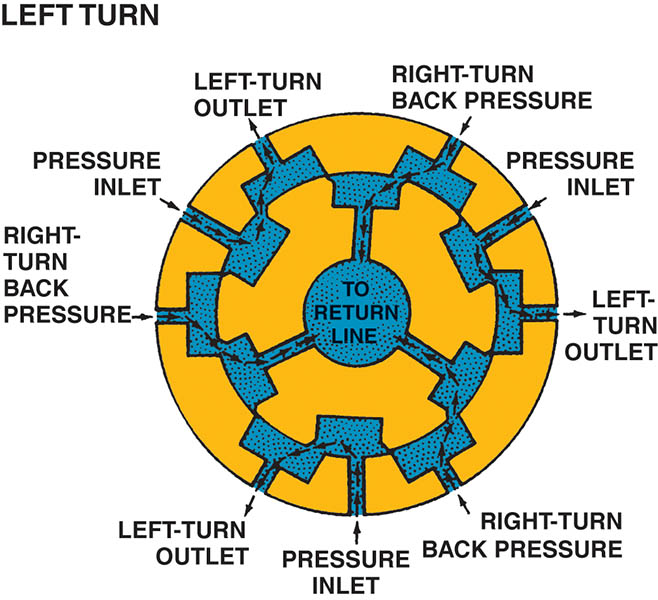 LEFT TURN
LEFT-TURN
OUTLET
RIGHT-TURN
BACK PRESSURE
PRESSURE
INLET
PRESSURE
INLET
RIGHT-
TURN
BACK
PRESSURE
TO
RETURN
LINE
LEFT-
TURN
OUTLET
LEFT-TURN
OUTLET
PRESSURE
INLET
RIGHT-TURN
BACK PRESSURE